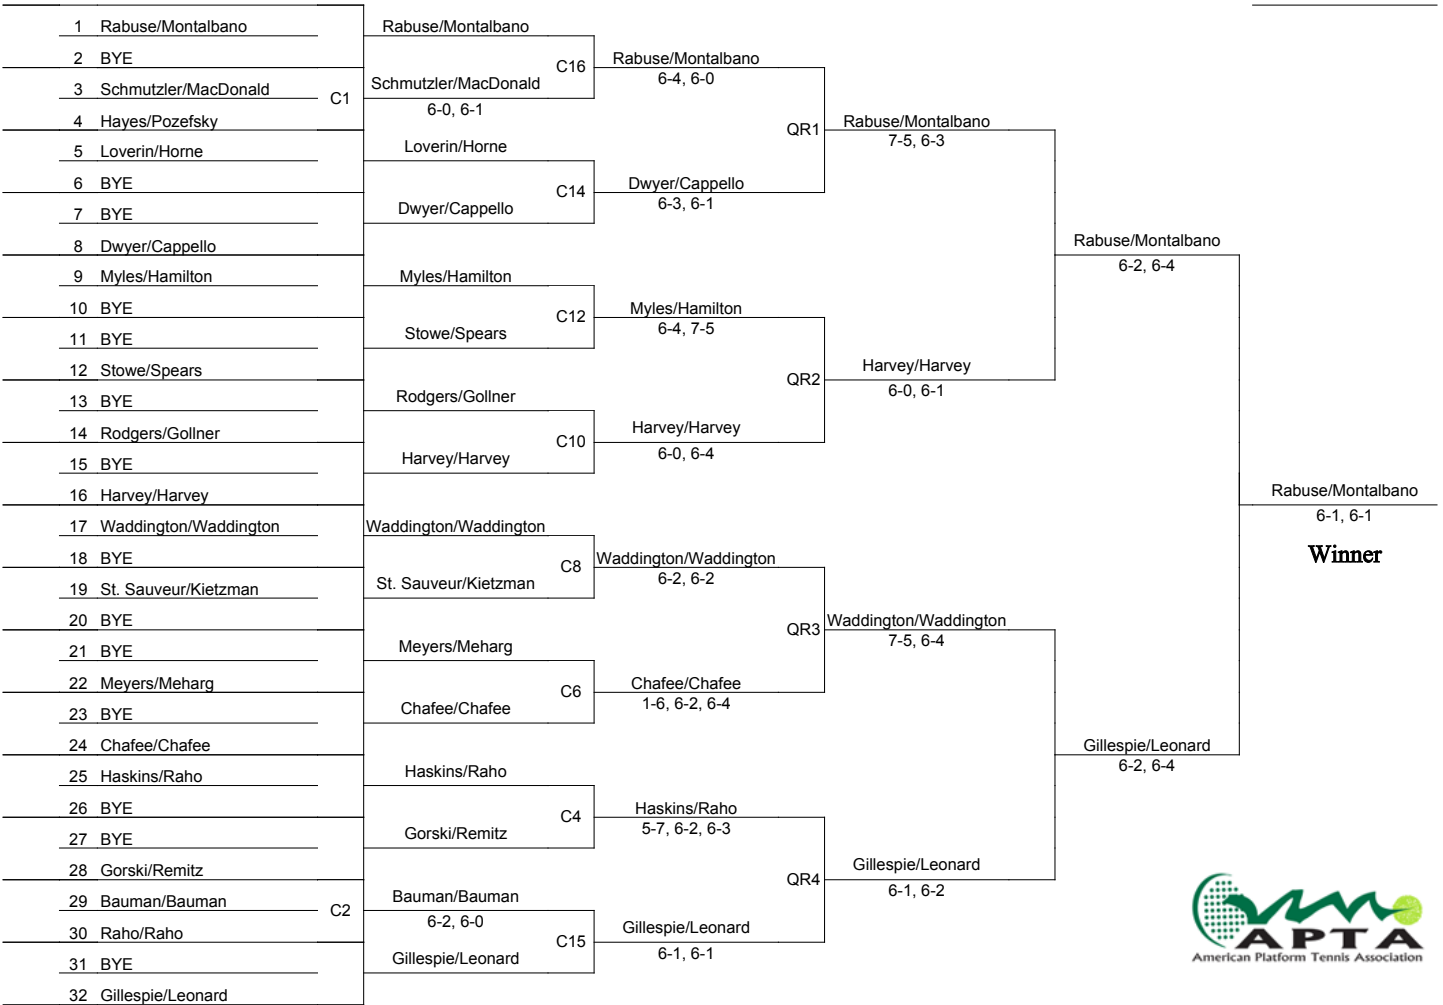 1 Rabuse/Montalbano
2 BYE
3 Schmutzler/MacDonald
4 Hayes/Pozefsky
5 Loverin/Horne
6 BYE
7 BYE
8 Dwyer/Cappello
9 Myles/Hamilton
10 BYE
11 BYE
12 Stowe/Spears
13 BYE
14 Rodgers/Gollner
15 BYE
16 Harvey/Harvey
17 Waddington/Waddington
18 BYE
19 St. Sauveur/Kietzman
20 BYE
21 BYE
22 Meyers/Meharg
23 BYE
24 Chafee/Chafee
25 Haskins/Raho
26 BYE
27 BYE
28 Gorski/Remitz
29 Bauman/Bauman
30 Raho/Raho
31 BYE
32 Gillespie/Leonard
C1
C2
Rabuse/Montalbano
Schmutzler/MacDonald
6-0, 6-1
Loverin/Horne
Dwyer/Cappello
Myles/Hamilton
Stowe/Spears
Rodgers/Gollner
Harvey/Harvey
Waddington/Waddington
St. Sauveur/Kietzman
Meyers/Meharg
Chafee/Chafee
Haskins/Raho
Gorski/Remitz
Bauman/Bauman
6-2, 6-0
Gillespie/Leonard
C16
C14
C12
C10
C8
C6
C4
C15
Rabuse/Montalbano
6-4, 6-0
Dwyer/Cappello
6-3, 6-1
Myles/Hamilton
6-4, 7-5
Harvey/Harvey
6-0, 6-4
Waddington/Waddington
6-2, 6-2
Chafee/Chafee
1-6, 6-2, 6-4
Haskins/Raho
5-7, 6-2, 6-3
Gillespie/Leonard
6-1, 6-1
QR1
QR2
QR3
QR4
Rabuse/Montalbano
7-5, 6-3
Harvey/Harvey
6-0, 6-1
Waddington/Waddington
7-5, 6-4
Gillespie/Leonard
6-1, 6-2
Rabuse/Montalbano
6-2, 6-4
Gillespie/Leonard
6-2, 6-4
Rabuse/Montalbano
6-1, 6-1
Winner
APTA
American Platform Tennis Association